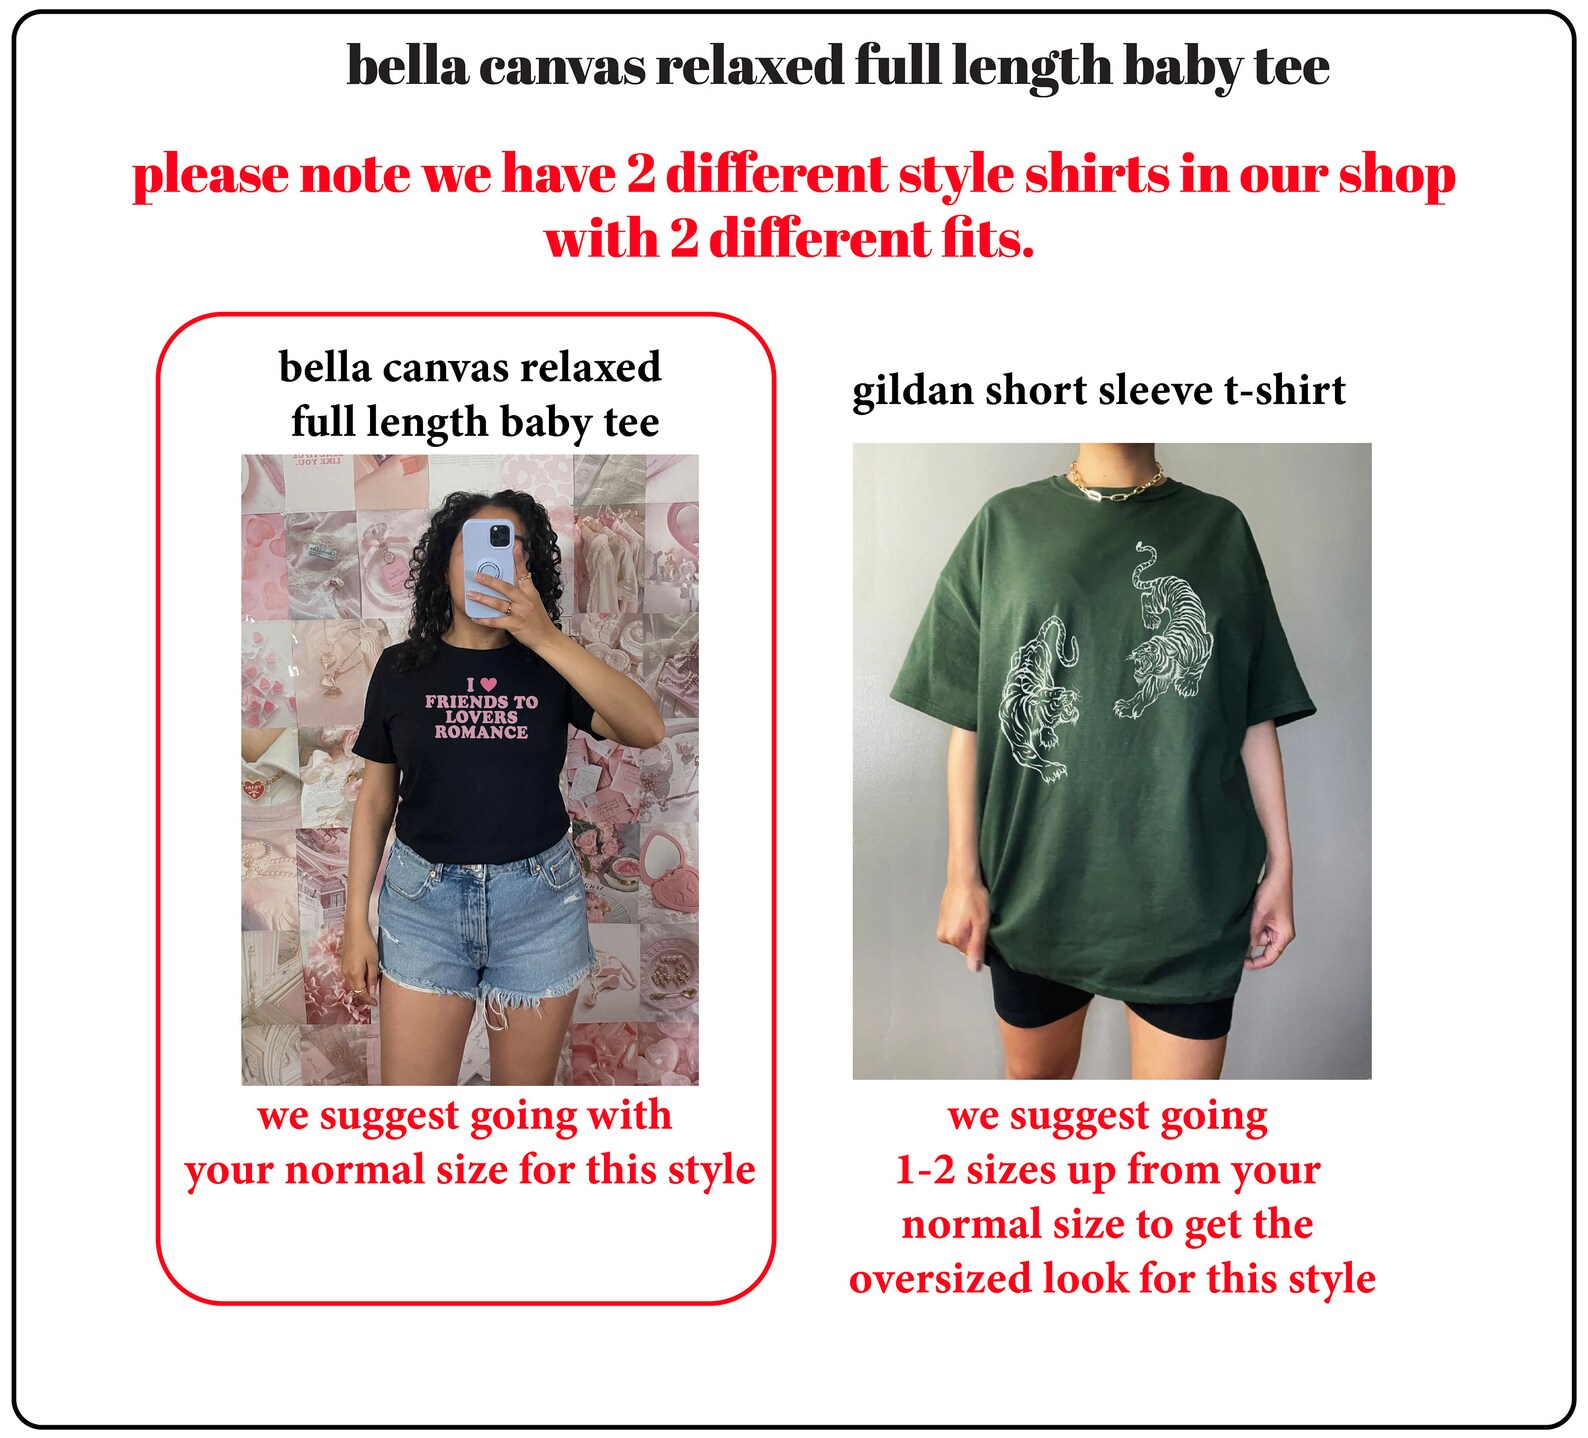 bella canvas relaxed full length baby tee
please note we have 2 different style shirts in our shop
with 2 different fits.
bella canvas relaxed
full length baby tee
I ♥
FRIENDS TO
LOVERS
ROMANCE
we suggest going with
your normal size for this style
gildan short sleeve t-shirt
we suggest going
1-2 sizes up from your
normal size to get the
oversized look for this style